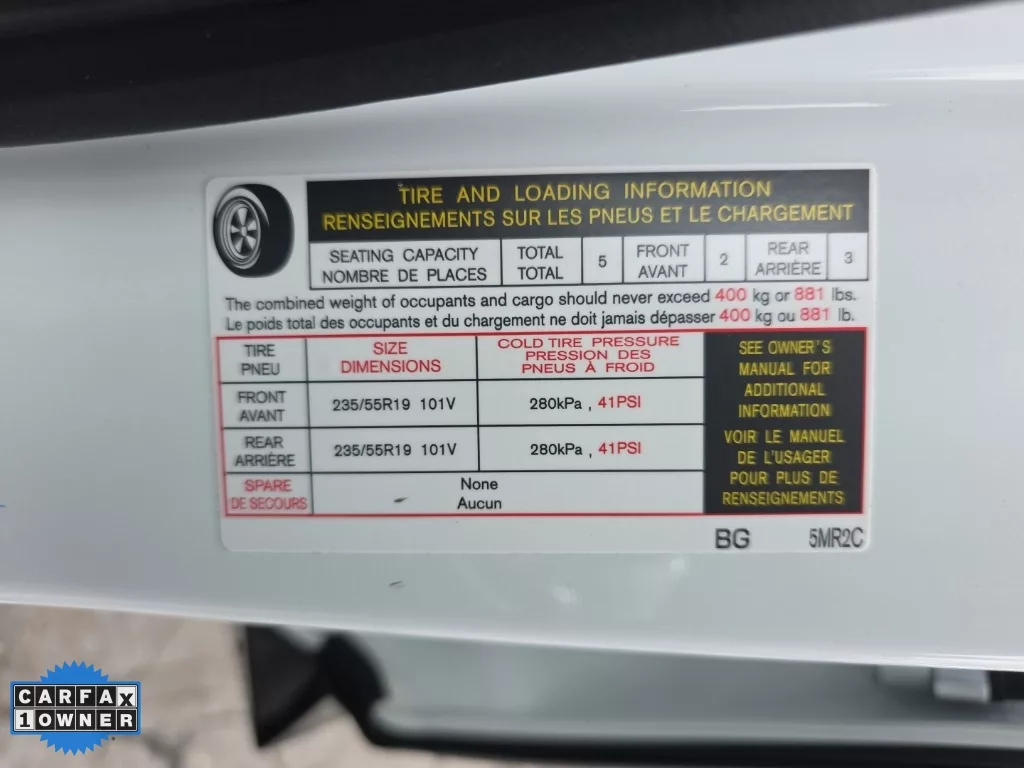 TIRE AND LOADING INFORMATION
RENSEIGNEMENTS SUR LES PNEUS ET LE CHARGEMENT
SEATING CAPACITY TOTAL 5 FRONT 2 REAR 3
NOMBRE DE PLACES TOTAL AVANT ARRIÈRE
The combined weight of occupants and cargo should never exceed 400 kg or 881 lbs.
Le poids total des occupants et du chargement ne doit jamais dépasser 400 kg ou 881 lb.
TIRE
PNEU
SIZE
DIMENSIONS
COLD TIRE PRESSURE
PRESSION DES
PNEUS À FROID
FRONT
AVANT
235/55R19 101V
280kPa , 41PSI
REAR
ARRIÈRE
235/55R19 101V
280kPa , 41PSI
SPARE
DE SECOURS
None
Aucun
SEE OWNER'S
MANUAL FOR
ADDITIONAL
INFORMATION
VOIR LE MANUEL
DE L'USAGER
POUR PLUS DE
RENSEIGNEMENTS
BG 5MR2C
CARFAX
1 OWNER